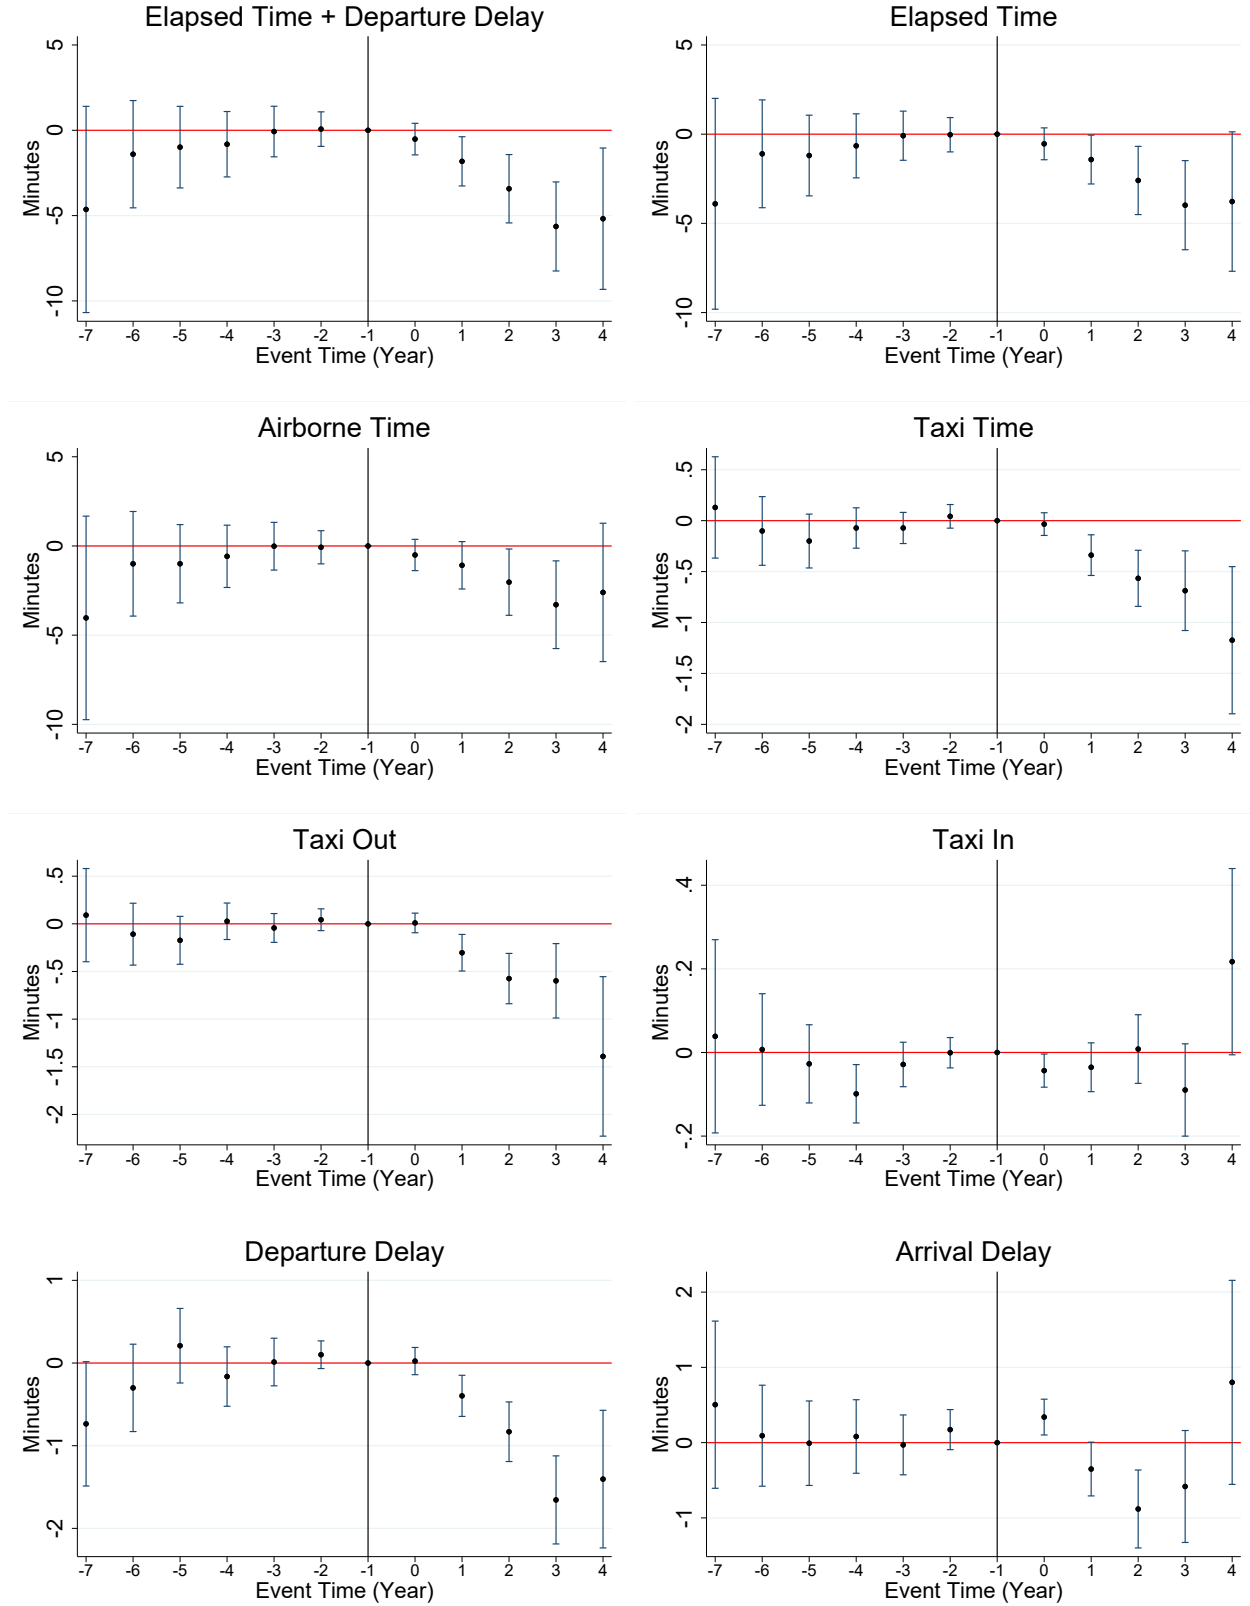 Elapsed Time + Departure Delay
Minutes
5
0
-5
-10
-7 -6 -5 -4 -3 -2 -1 0 1 2 3 4
Event Time (Year)
Elapsed Time
Minutes
5
0
-5
-10
-7 -6 -5 -4 -3 -2 -1 0 1 2 3 4
Event Time (Year)
Airborne Time
Minutes
5
0
-5
-10
-7 -6 -5 -4 -3 -2 -1 0 1 2 3 4
Event Time (Year)
Taxi Time
Minutes
.5
0
-.5
-1
-1.5
-2
-7 -6 -5 -4 -3 -2 -1 0 1 2 3 4
Event Time (Year)
Taxi Out
Minutes
.5
0
-.5
-1
-1.5
-2
-7 -6 -5 -4 -3 -2 -1 0 1 2 3 4
Event Time (Year)
Taxi In
Minutes
.4
.2
0
-.2
-7 -6 -5 -4 -3 -2 -1 0 1 2 3 4
Event Time (Year)
Departure Delay
Minutes
1
0
-1
-2
-7 -6 -5 -4 -3 -2 -1 0 1 2 3 4
Event Time (Year)
Arrival Delay
Minutes
2
1
0
-1
-7 -6 -5 -4 -3 -2 -1 0 1 2 3 4
Event Time (Year)